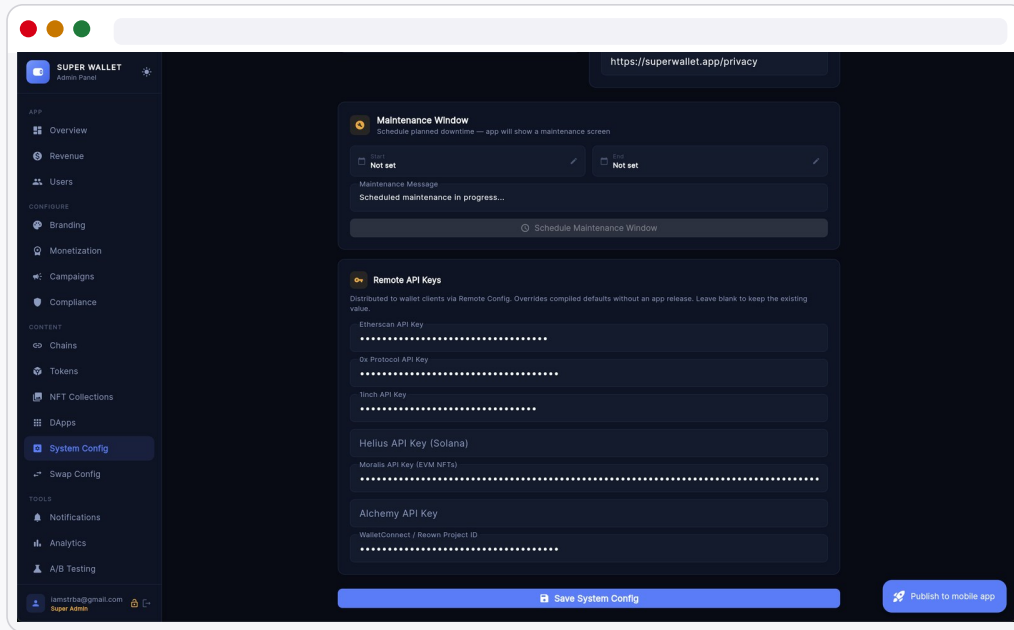 SUPER WALLET
Admin Panel
APP
Overview
Revenue
Users
CONFIGURE
Branding
Monetization
Campaigns
Compliance
CONTENT
Chains
Tokens
NFT Collections
DApps
System Config
Swap Config
TOOLS
Notifications
Analytics
A/B Testing
iamstrba@gmail.com
Super Admin
https://superwallet.app/privacy
Maintenance Window
Schedule planned downtime — app will show a maintenance screen
Start
Not set
End
Not set
Maintenance Message
Scheduled maintenance in progress...
Schedule Maintenance Window
Remote API Keys
Distributed to wallet clients via Remote Config. Overrides compiled defaults without an app release. Leave blank to keep the existing
value.
Etherscan API Key
0x Protocol API Key
1inch API Key
Helius API Key (Solana)
Moralis API Key (EVM NFTs)
Alchemy API Key
WalletConnect / Reown Project ID
Save System Config
Publish to mobile app